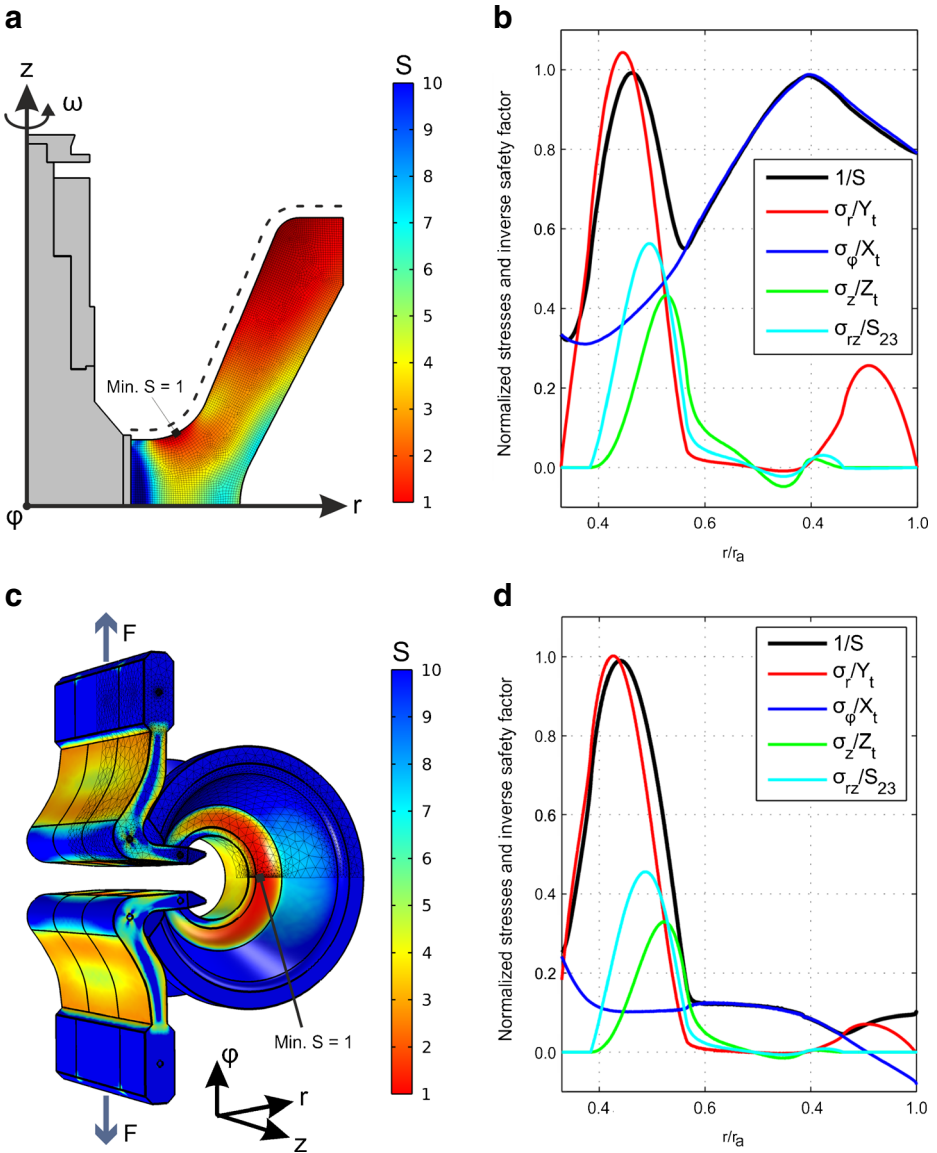 a
z
ω
S
10
9
8
7
6
5
4
3
2
1
Min. S = 1
φ
r
b
Normalized stresses and inverse safety factor
1.0
0.8
0.6
0.4
0.2
0.0
1/S
σr/Yt
σφ/Xt
σz/Zt
σrz/S23
0.4
0.6
0.4
1.0
r/ra
c
F
S
10
9
8
7
6
5
4
3
2
1
Min. S = 1
F
φ
r
z
d
Normalized stresses and inverse safety factor
1.0
0.8
0.6
0.4
0.2
0.0
1/S
σr/Yt
σφ/Xt
σz/Zt
σrz/S23
0.4
0.6
0.4
1.0
r/ra